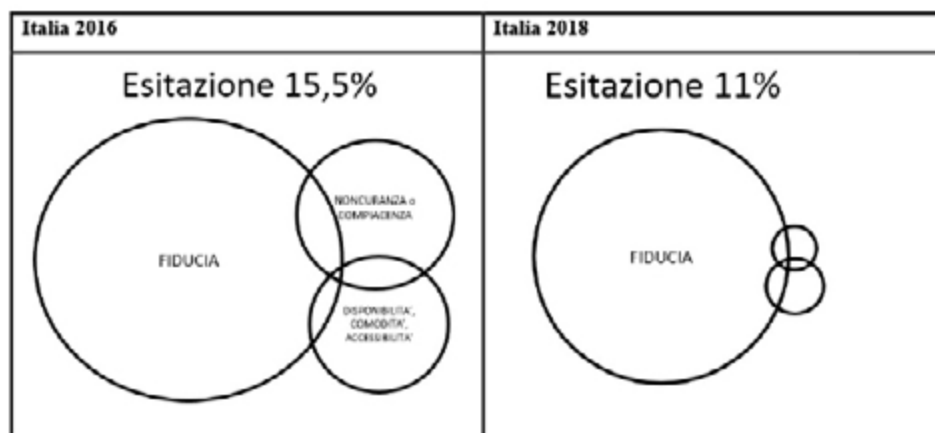 Italia 2016
Italia 2018
Esitazione 15,5%
Esitazione 11%
NONCURANZA o
COMPIACENZA
FIDUCIA
FIDUCIA
DISPONIBILITA',
COMODITA',
ACCESSIBILITA'